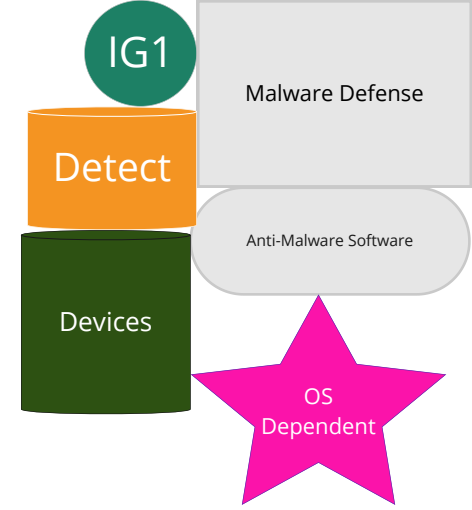 IG1
Malware Defense
Detect
Anti-Malware Software
Devices
OS
Dependent